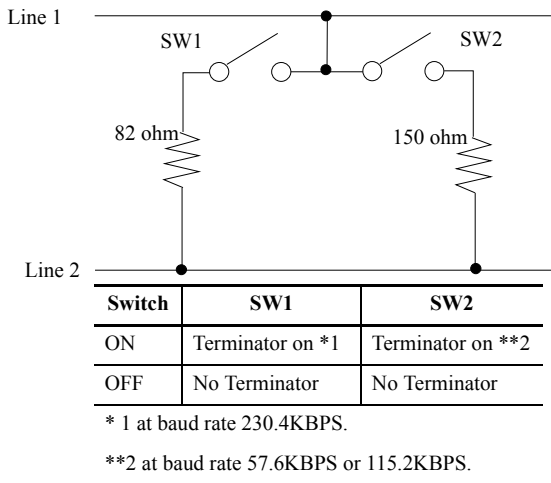 Line 1
SW1
SW2
82 ohm
150 ohm
Line 2
Switch SW1 SW2
ON Terminator on *1 Terminator on **2
OFF No Terminator No Terminator
* 1 at baud rate 230.4KBPS.
**2 at baud rate 57.6KBPS or 115.2KBPS.